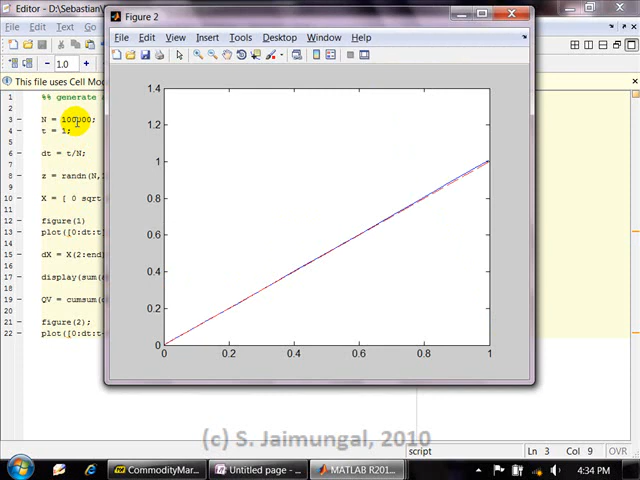 Editor - D:\Sebastian\
Figure 2
File Edit Text Go
File Edit View Insert Tools Desktop Window Help
1.0
This file uses Cell Mod
1 %% generate
2
3 N = 100000;
4 t = 1;
5
6 dt = t/N;
7
8 z = randn(N,
9
10 X = [ 0 sqrt
11
12 figure(1)
13 plot([0:dt:t
14
15 dX = X(2:end)
16
17 display(sum(
18
19 QV = cumsum(
20
21 figure(2);
22 plot([0:dt:t
1.4
1.2
1
0.8
0.6
0.4
0.2
0
0 0.2 0.4 0.6 0.8 1
(c) S. Jaimungal, 2010
script Ln 3 Col 9 OVR
CommodityMar... Untitled page - ... MATLAB R201... 4:34 PM